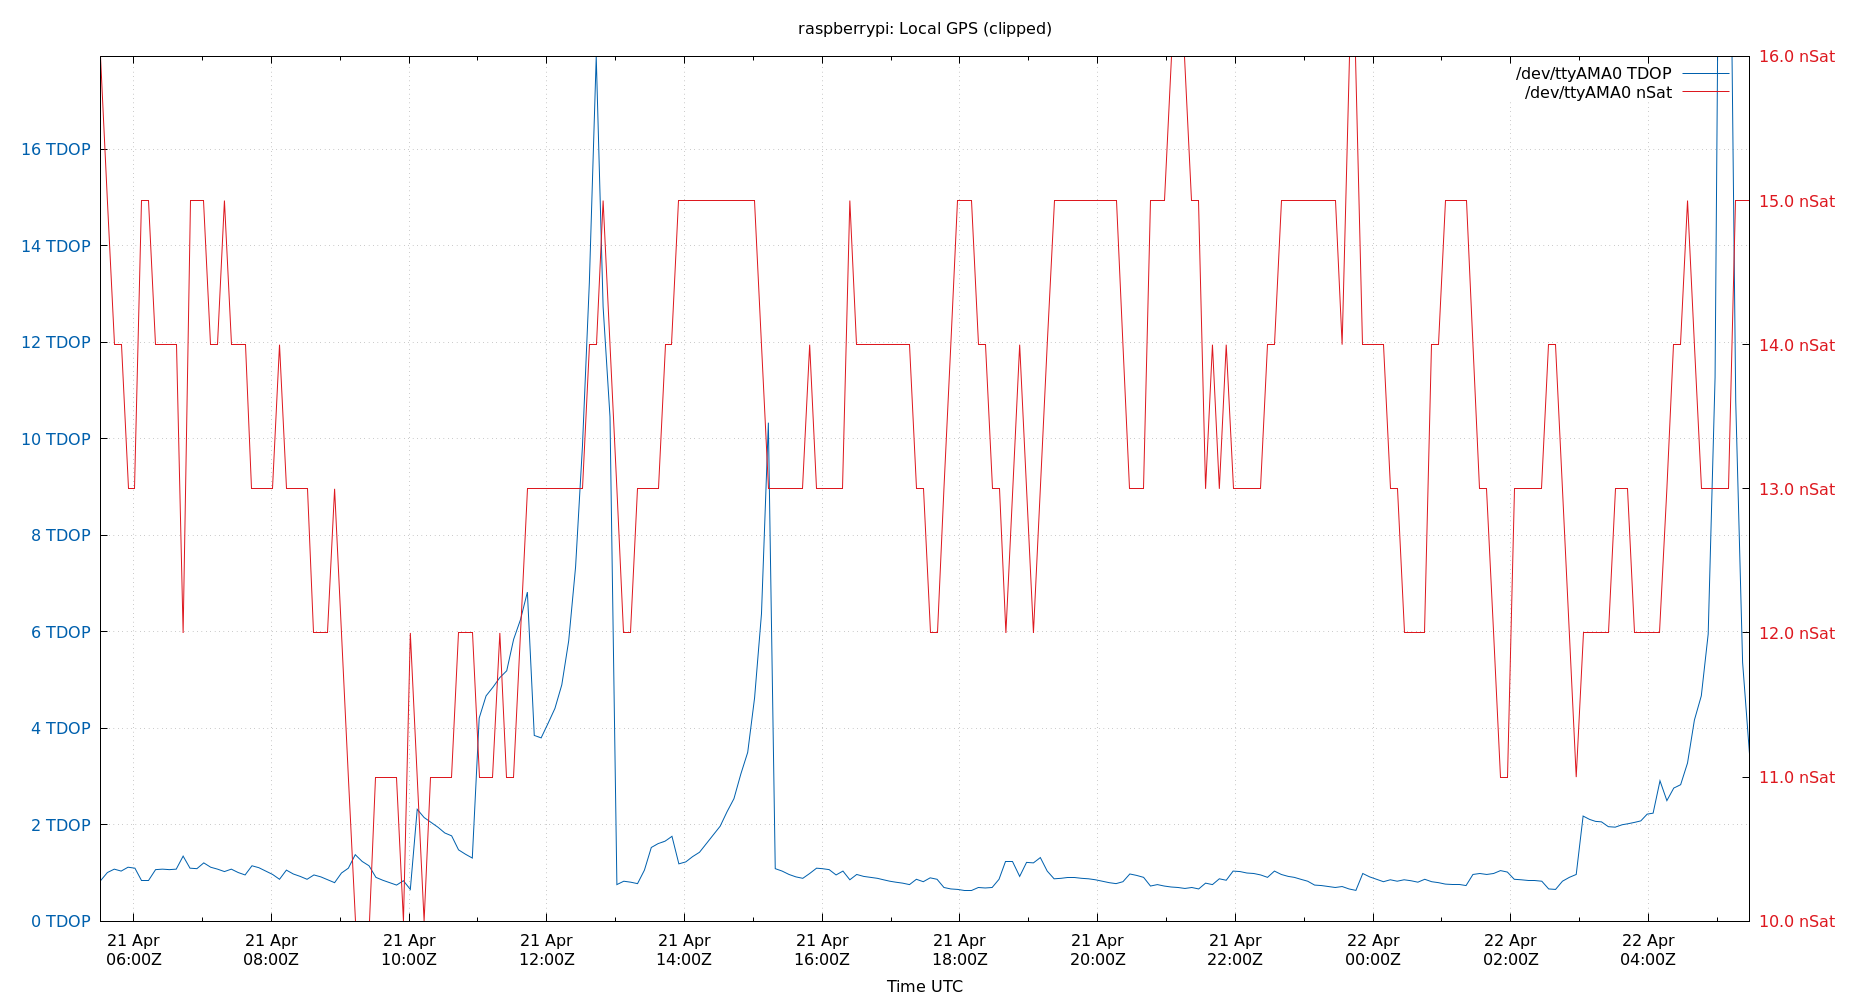 raspberrypi: Local GPS (clipped)
/dev/ttyAMA0 TDOP
/dev/ttyAMA0 nSat
16 TDOP
14 TDOP
12 TDOP
10 TDOP
8 TDOP
6 TDOP
4 TDOP
2 TDOP
0 TDOP
16.0 nSat
15.0 nSat
14.0 nSat
13.0 nSat
12.0 nSat
11.0 nSat
10.0 nSat
21 Apr 21 Apr 21 Apr 21 Apr 21 Apr 21 Apr 21 Apr 21 Apr 21 Apr 22 Apr 22 Apr 22 Apr
06:00Z 08:00Z 10:00Z 12:00Z 14:00Z 16:00Z 18:00Z 20:00Z 22:00Z 00:00Z 02:00Z 04:00Z
Time UTC